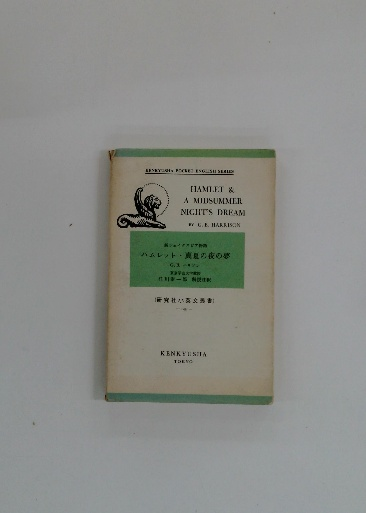 KENKYUSHA POCKET ENGLISH SERIES
HAMLET &
A MIDSUMMER
NIGHT'S DREAM
BY G. B. HARRISON
ハムレット・真夏の夜の夢
〔研究社小英文叢書〕
KENKYUSHA
TOKYO